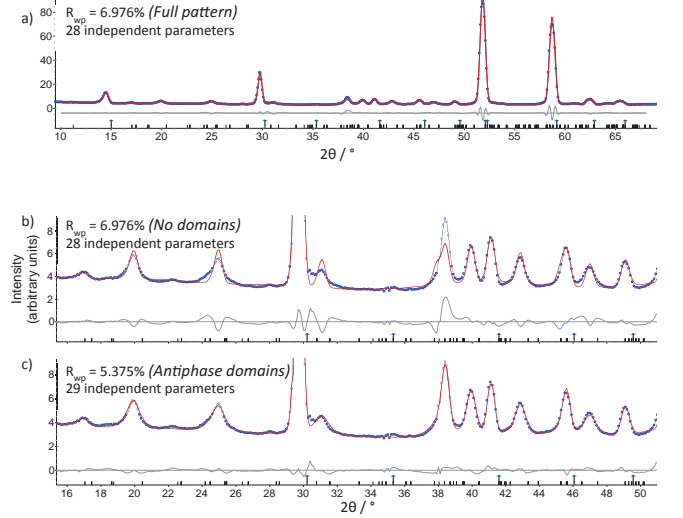 a)
R_wp = 6.976% (Full pattern)
28 independent parameters
80
60
40
20
0
10 15 20 25 30 35 40 45 50 55 60 65
2θ / °
b)
R_wp = 6.976% (No domains)
28 independent parameters
8
6
4
2
0
Intensity
(arbitrary units)
c)
R_wp = 5.375% (Antiphase domains)
29 independent parameters
8
6
4
2
0
16 18 20 22 24 26 28 30 32 34 36 38 40 42 44 46 48 50
2θ / °